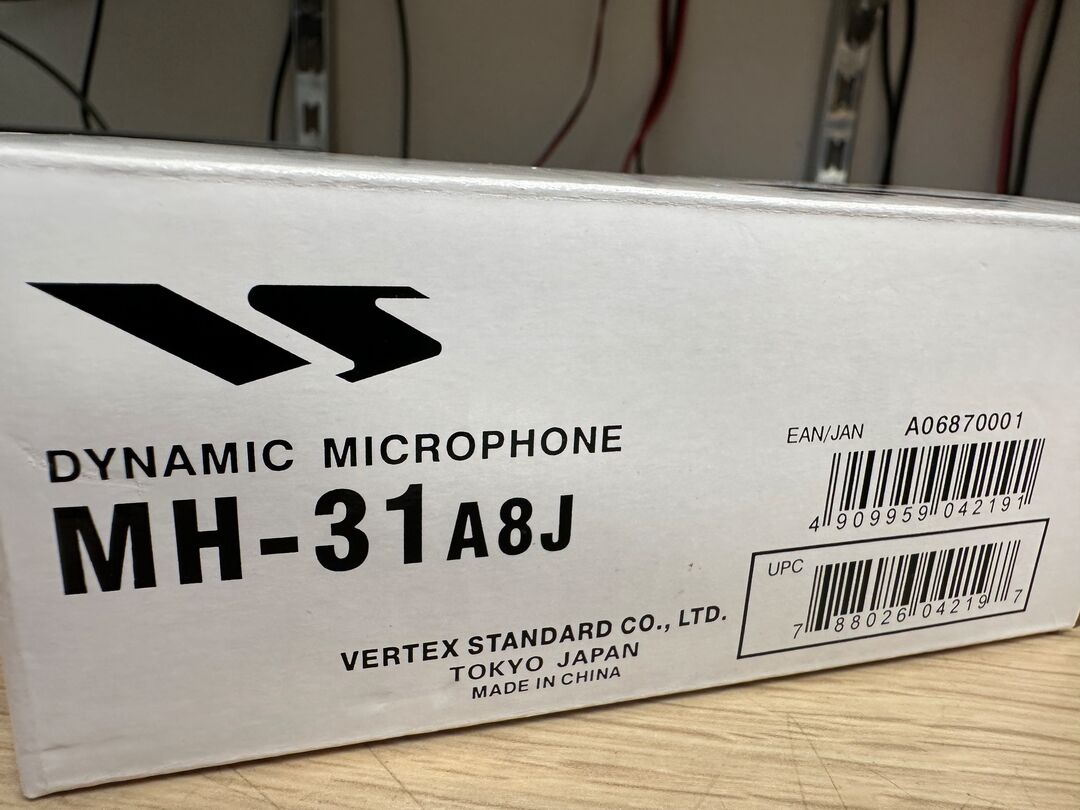 VS
DYNAMIC MICROPHONE
MH-31A8J
VERTEX STANDARD CO., LTD.
TOKYO JAPAN
MADE IN CHINA
EAN/JAN A06870001
4 909959 042191
UPC
7 88026 04219 7